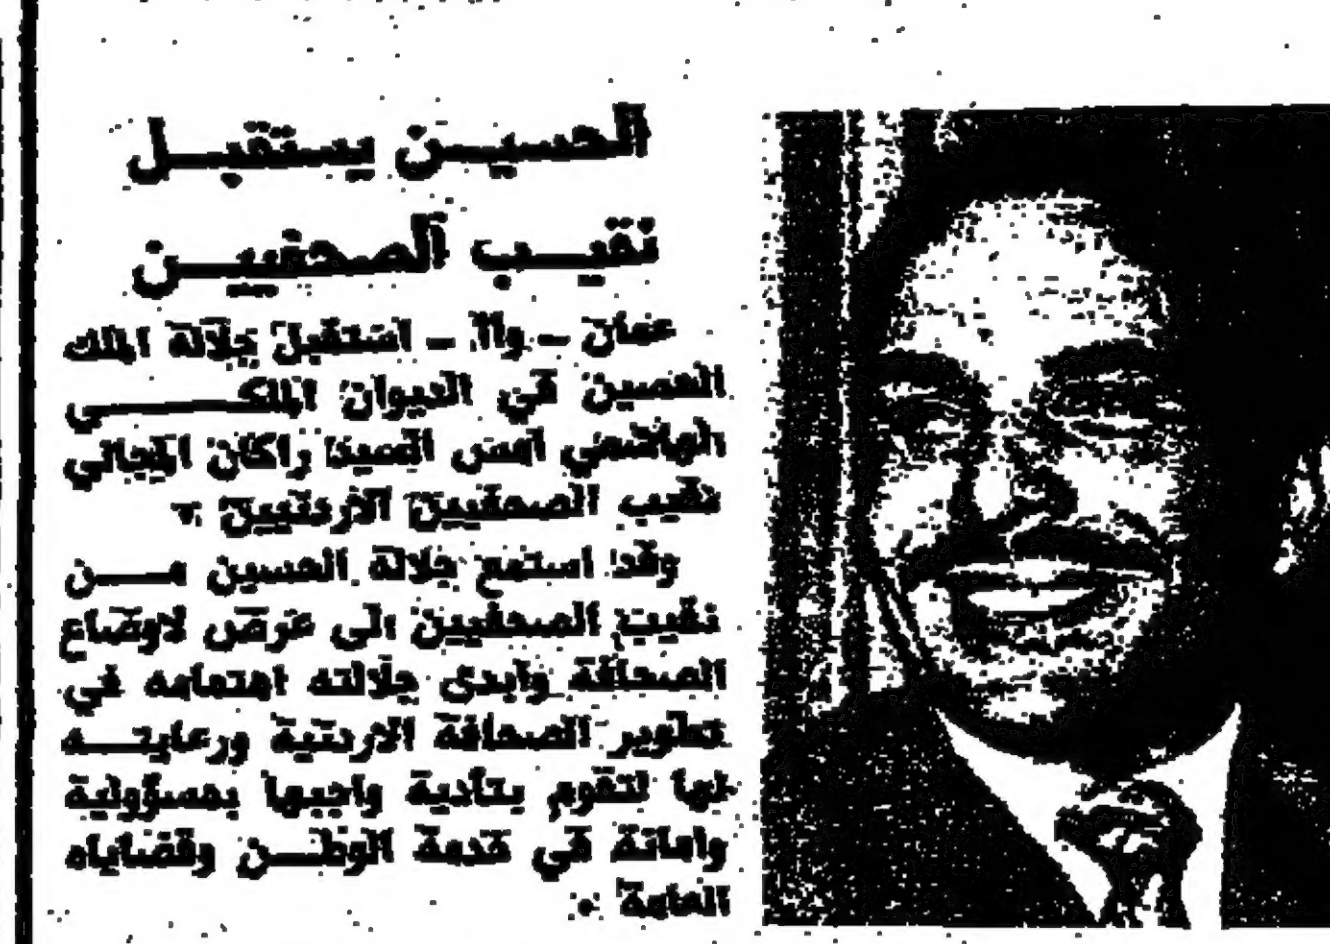 الحسين يستقبل
نقيب الصحفيين
عمان - استقبل جلالة الملك
الحسين في الديوان الملكي
الهاشمي امس السيد راكان المجالي
نقيب الصحفيين الاردنيين .
وقد استمع جلالة الحسين من
نقيب الصحفيين الى عرض لاوضاع
الصحافة وابدى جلالته اهتمامه في
تطوير الصحافة الاردنية ورعايته
لها لتقوم بتأدية واجبها بمسؤولية
وامانة في خدمة الوطن وقضاياه
العامة .